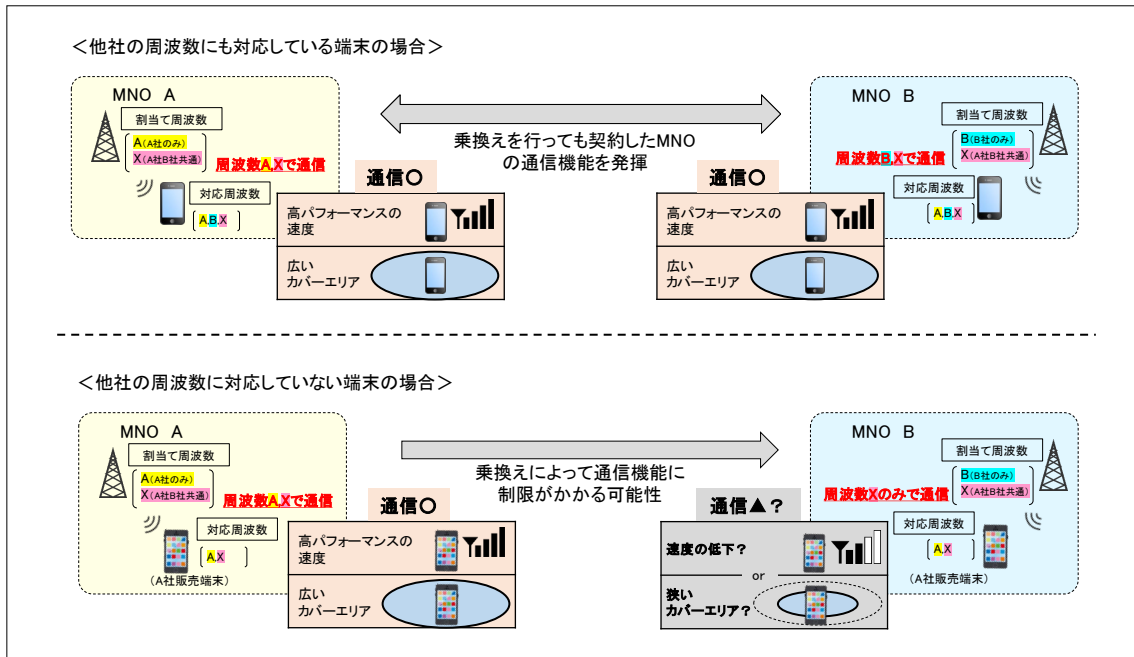 ＜他社の周波数にも対応している端末の場合＞
MNO A
割当て周波数
A(A社のみ)
X(A社B社共通)
周波数A,Xで通信
対応周波数
A,B,X
通信○
高パフォーマンスの
速度
広い
カバーエリア
乗換えを行っても契約したMNO
の通信機能を発揮
MNO B
割当て周波数
B(B社のみ)
X(A社B社共通)
周波数B,Xで通信
対応周波数
A,B,X
通信○
高パフォーマンスの
速度
広い
カバーエリア
＜他社の周波数に対応していない端末の場合＞
MNO A
割当て周波数
A(A社のみ)
X(A社B社共通)
周波数A,Xで通信
対応周波数
A,X
(A社販売端末)
通信○
高パフォーマンスの
速度
広い
カバーエリア
乗換えによって通信機能に
制限がかかる可能性
MNO B
割当て周波数
B(B社のみ)
X(A社B社共通)
周波数Xのみで通信
対応周波数
A,X
(A社販売端末)
通信▲？
速度の低下？
or
狭い
カバーエリア？